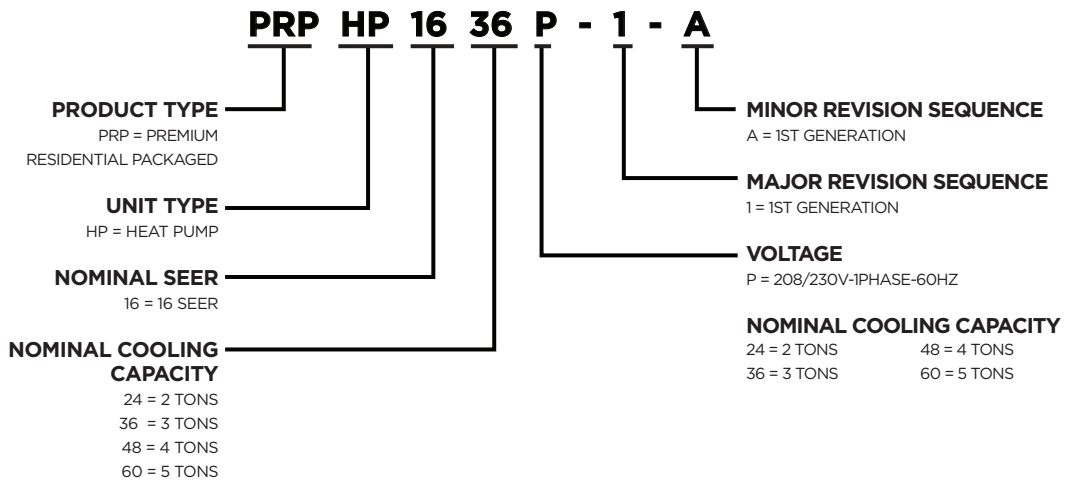 PRP HP 16 36 P - 1 - A
PRODUCT TYPE
PRP = PREMIUM
RESIDENTIAL PACKAGED
UNIT TYPE
HP = HEAT PUMP
NOMINAL SEER
16 = 16 SEER
NOMINAL COOLING
CAPACITY
24 = 2 TONS
36 = 3 TONS
48 = 4 TONS
60 = 5 TONS
MINOR REVISION SEQUENCE
A = 1ST GENERATION
MAJOR REVISION SEQUENCE
1 = 1ST GENERATION
VOLTAGE
P = 208/230V-1PHASE-60HZ
NOMINAL COOLING CAPACITY
24 = 2 TONS 48 = 4 TONS
36 = 3 TONS 60 = 5 TONS